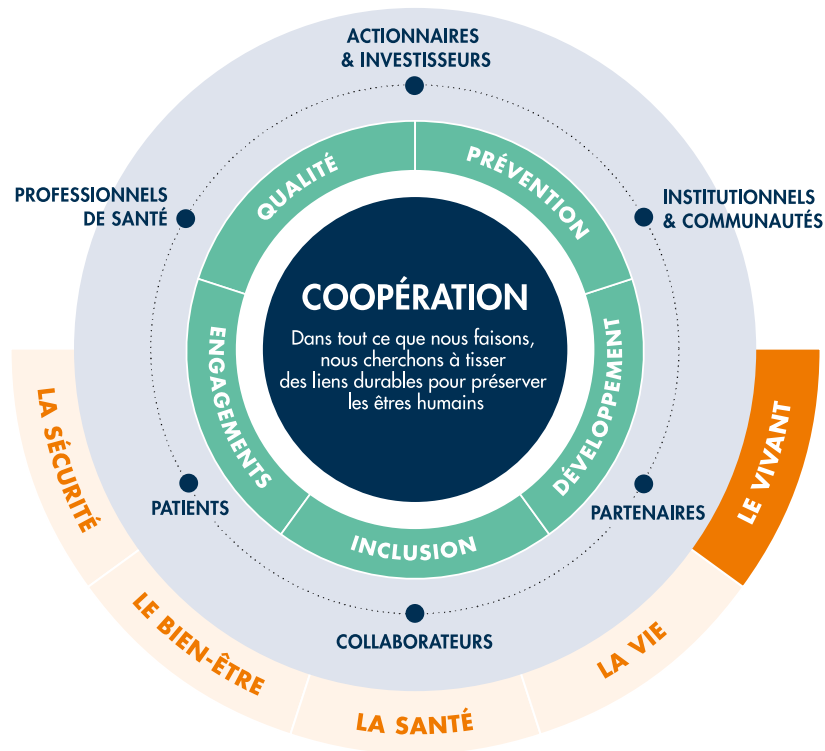 ACTIONNAIRES
& INVESTISSEURS
PROFESSIONNELS
DE SANTÉ
INSTITUTIONNELS
& COMMUNAUTÉS
QUALITÉ
PRÉVENTION
COOPÉRATION
Dans tout ce que nous faisons,
nous cherchons à tisser
des liens durables pour préserver
les êtres humains
ENGAGEMENTS
DÉVELOPPEMENT
INCLUSION
PATIENTS
PARTENAIRES
COLLABORATEURS
LA SÉCURITÉ
LE BIEN-ÊTRE
LA SANTÉ
LA VIE
LE VIVANT